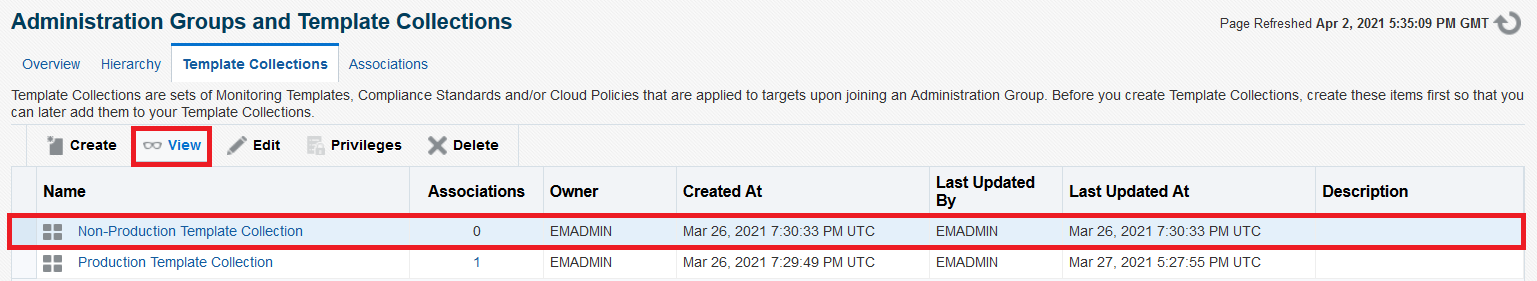 Administration Groups and Template Collections
Page Refreshed Apr 2, 2021 5:35:09 PM GMT
Overview Hierarchy Template Collections Associations
Template Collections are sets of Monitoring Templates, Compliance Standards and/or Cloud Policies that are applied to targets upon joining an Administration Group. Before you create Template Collections, create these items first so that you
can later add them to your Template Collections.
Create View Edit Privileges Delete
Name Associations Owner Created At Last Updated By Last Updated At Description
Non-Production Template Collection 0 EMADMIN Mar 26, 2021 7:30:33 PM UTC EMADMIN Mar 26, 2021 7:30:33 PM UTC
Production Template Collection 1 EMADMIN Mar 26, 2021 7:29:49 PM UTC EMADMIN Mar 27, 2021 5:27:55 PM UTC